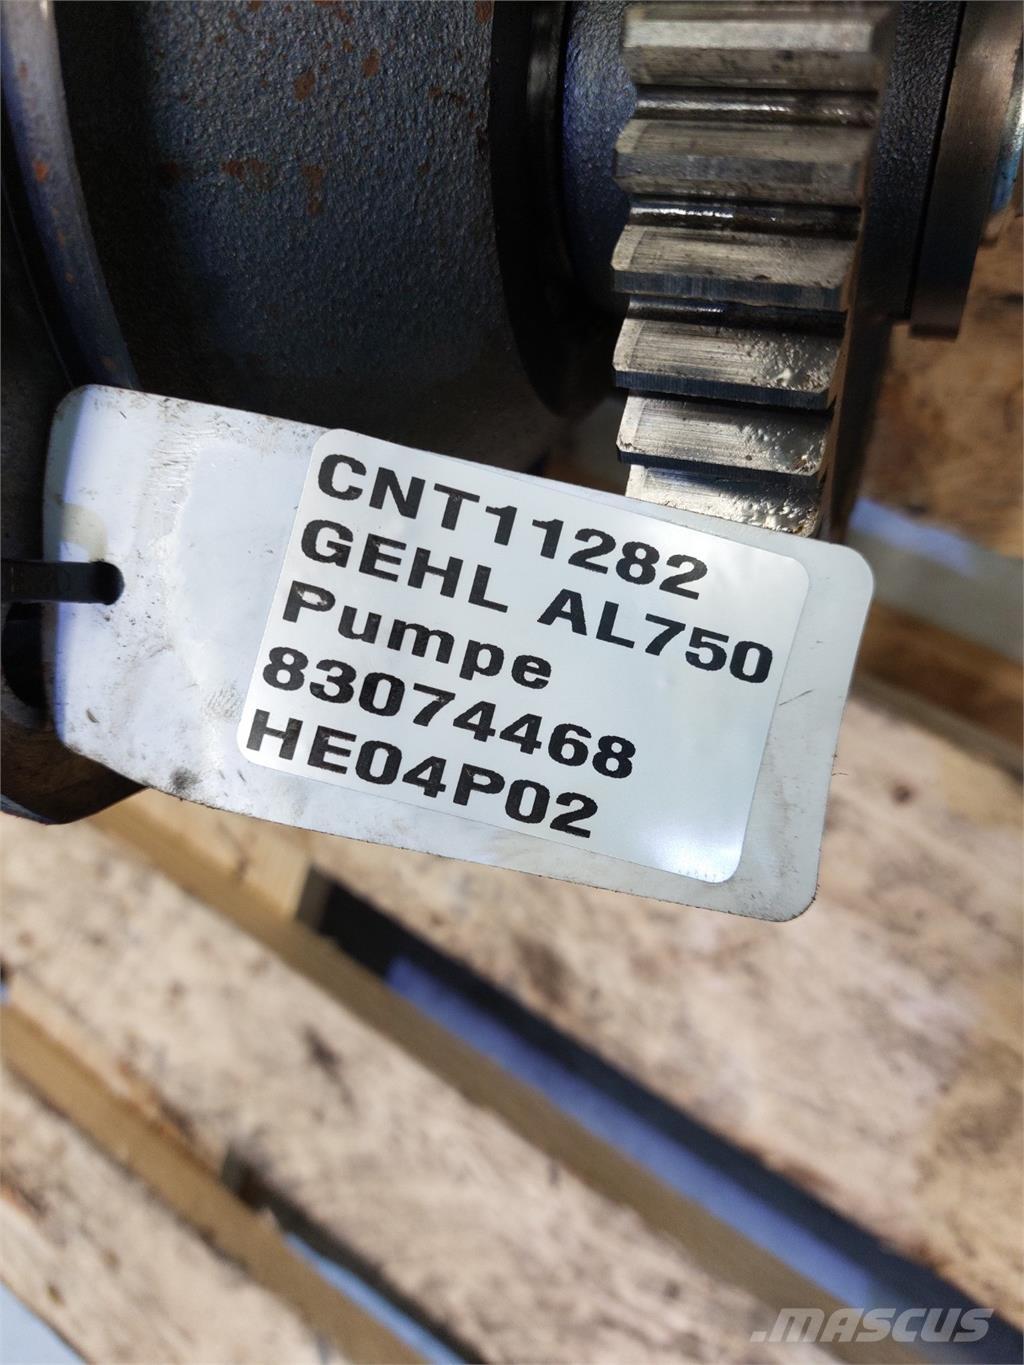 CNT11282
GEHL AL750
Pumpe
83074468
HE04P02
.MASCUS